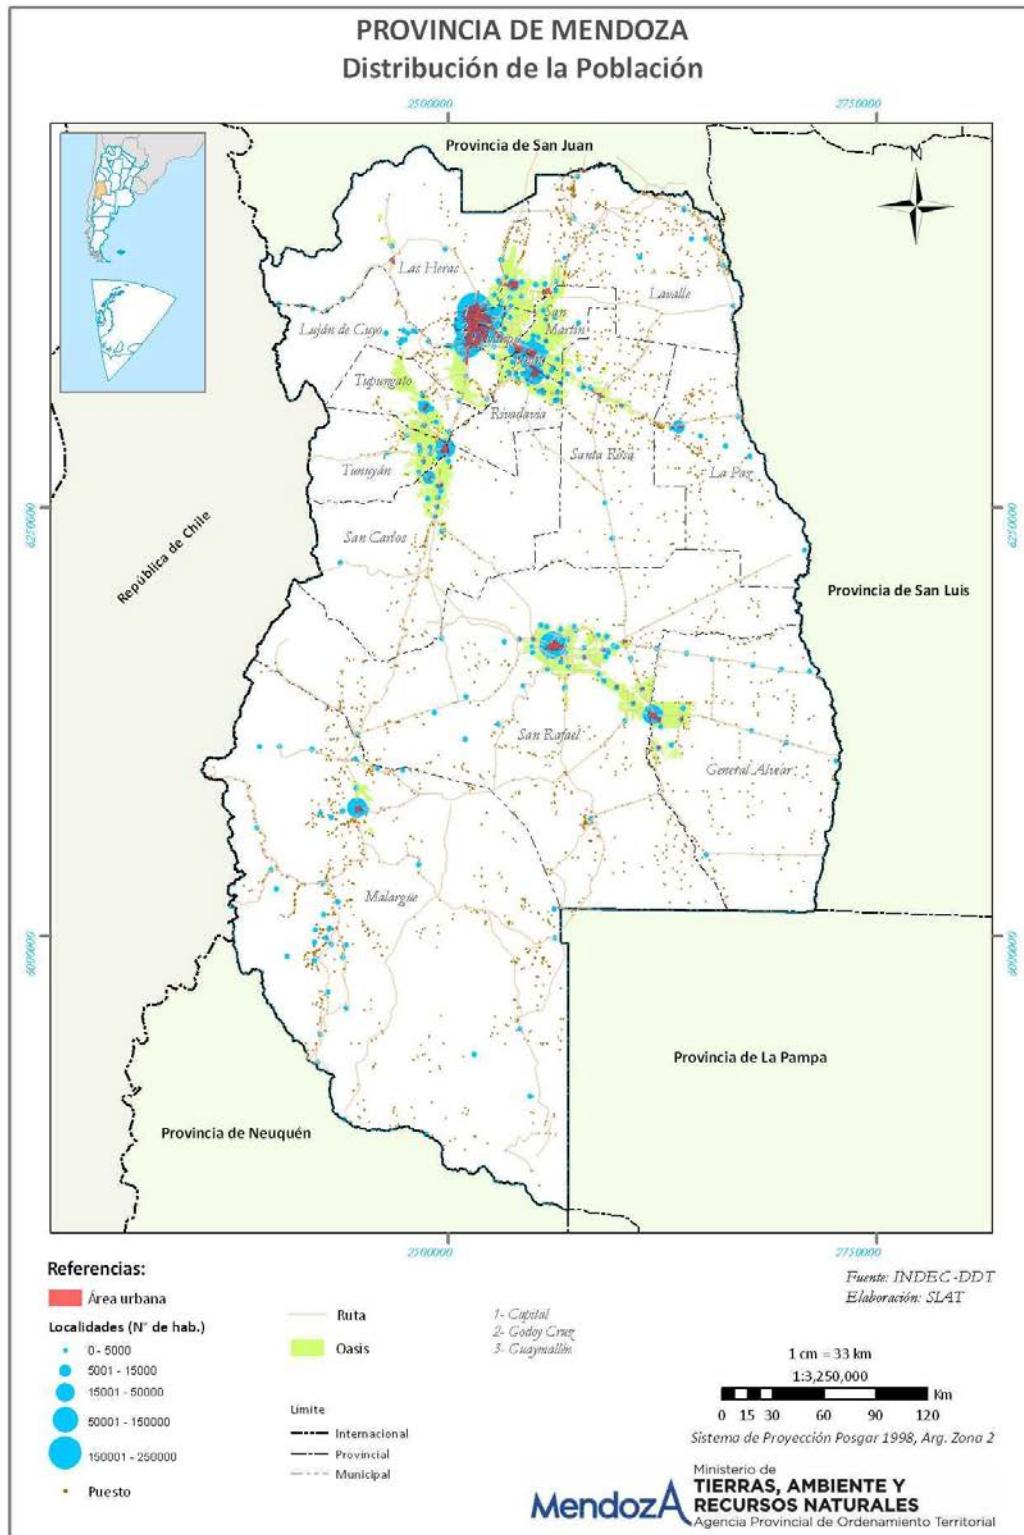 PROVINCIA DE MENDOZA
Distribución de la Población
2500000
2750000
Provincia de San Juan
N
Las Heras
Lavalle
San
Martín
Luján de Cuyo
Tupungato
Rivadavia
Santa Rosa
La Paz
Tunuyán
San Carlos
6250000
6250000
República de Chile
Provincia de San Luis
San Rafael
General Alvear
Malargüe
6000000
6000000
Provincia de La Pampa
Provincia de Neuquén
2500000
2750000
Referencias:
Área urbana
Localidades (N° de hab.)
0 - 5000
5001 - 15000
15001 - 50000
50001 - 150000
150001 - 250000
Puesto
Ruta
Oasis
Límite
Internacional
Provincial
Municipal
1- Capital
2- Godoy Cruz
3- Guaymallén
Fuente: INDEC-DDT
Elaboración: SLAT
1 cm = 33 km
1:3,250,000
Km
0 15 30 60 90 120
Sistema de Proyección Posgar 1998, Arg. Zona 2
MendozA
Ministerio de
TIERRAS, AMBIENTE Y
RECURSOS NATURALES
Agencia Provincial de Ordenamiento Territorial